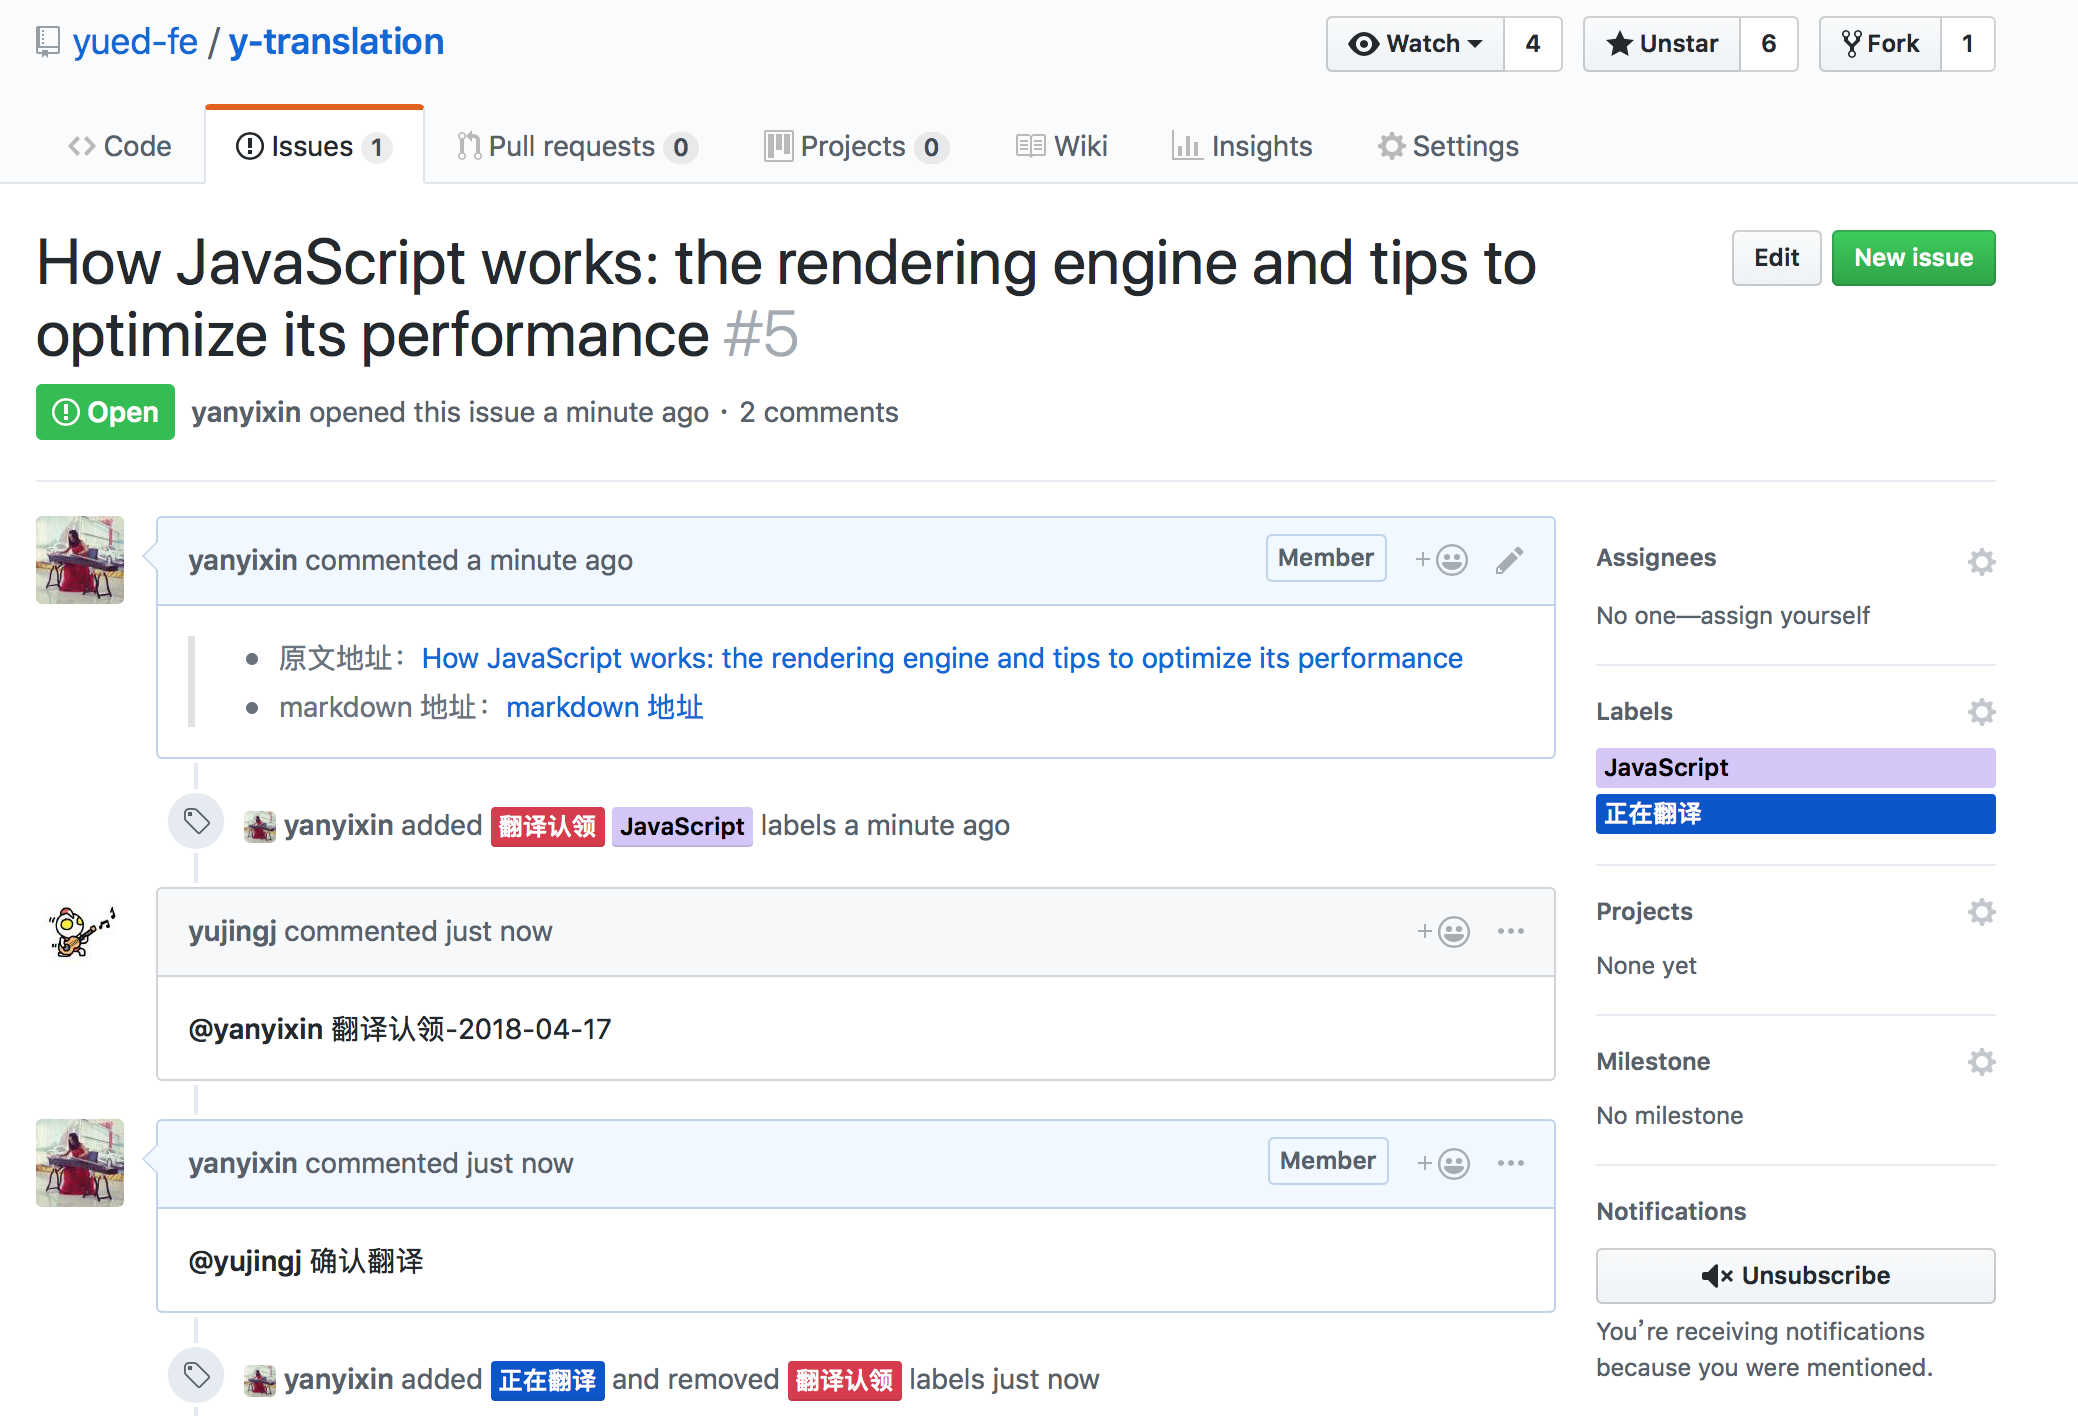 yued-fe / y-translation
Watch 4
Unstar 6
Fork 1
Code
Issues 1
Pull requests 0
Projects 0
Wiki
Insights
Settings
How JavaScript works: the rendering engine and tips to
optimize its performance #5
Edit
New issue
Open
yanyixin opened this issue a minute ago · 2 comments
yanyixin commented a minute ago
Member
原文地址：How JavaScript works: the rendering engine and tips to optimize its performance
markdown 地址：markdown 地址
yanyixin added 翻译认领 JavaScript labels a minute ago
yujingj commented just now
@yanyixin 翻译认领-2018-04-17
yanyixin commented just now
Member
@yujingj 确认翻译
yanyixin added 正在翻译 and removed 翻译认领 labels just now
Assignees
No one—assign yourself
Labels
JavaScript
正在翻译
Projects
None yet
Milestone
No milestone
Notifications
Unsubscribe
You’re receiving notifications
because you were mentioned.